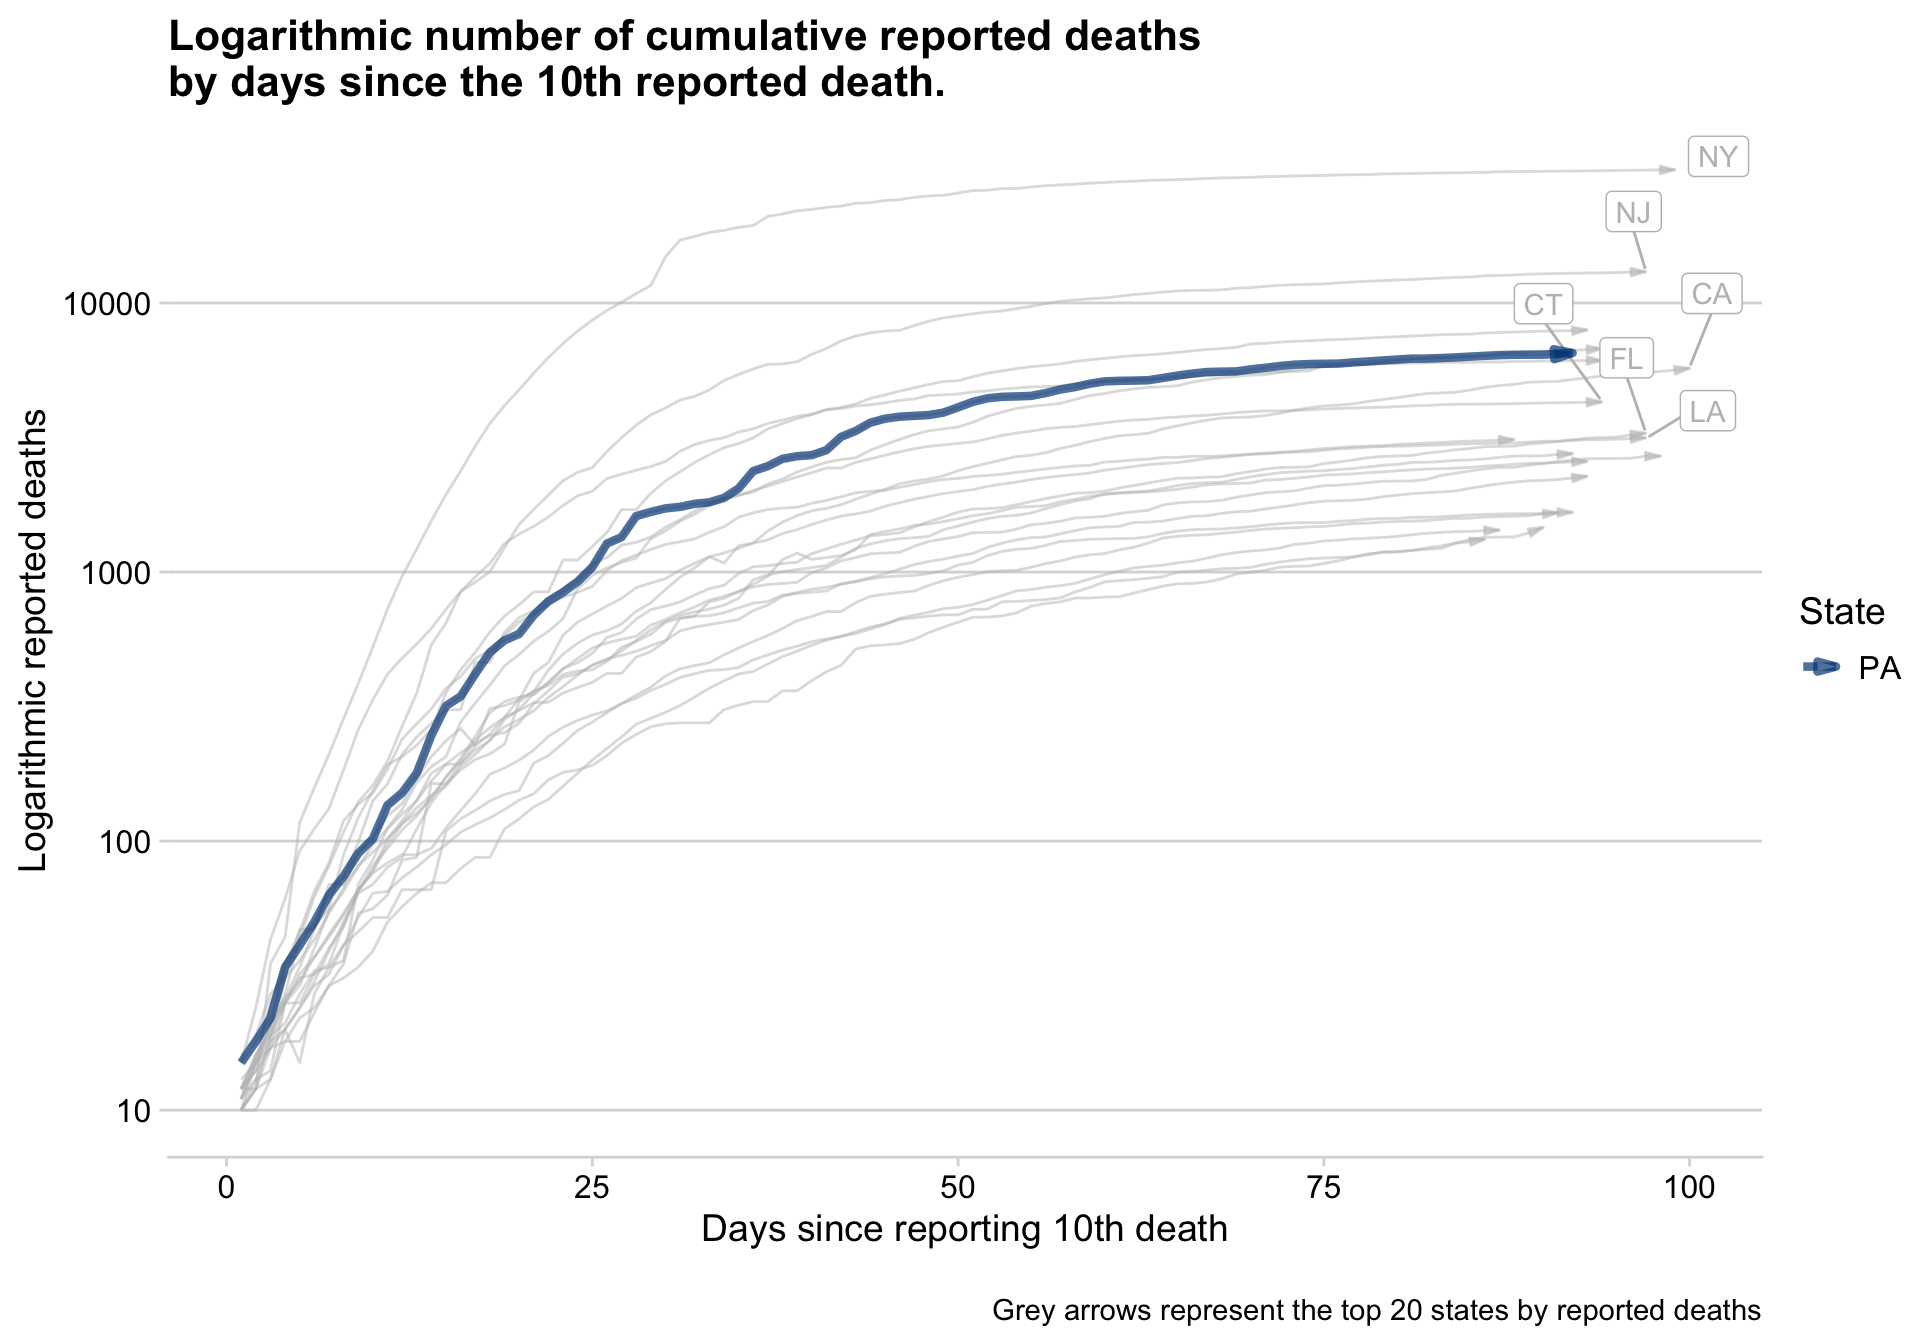 Logarithmic number of cumulative reported deaths
by days since the 10th reported death.
NY
NJ
CA
CT
FL
LA
10000
1000
100
10
Logarithmic reported deaths
State
PA
0 25 50 75 100
Days since reporting 10th death
Grey arrows represent the top 20 states by reported deaths